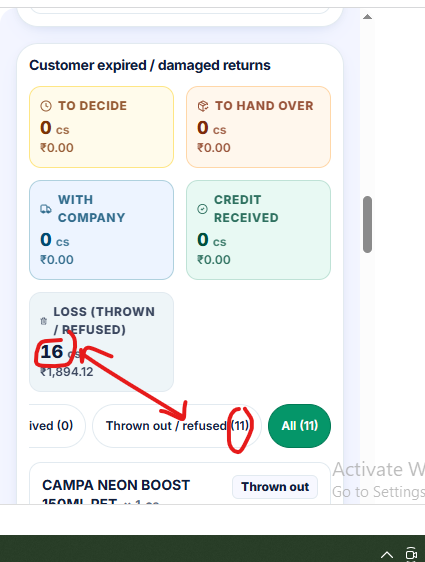 Customer expired / damaged returns
TO DECIDE
0 cs
₹0.00
TO HAND OVER
0 cs
₹0.00
WITH
COMPANY
0 cs
₹0.00
CREDIT
RECEIVED
0 cs
₹0.00
LOSS (THROWN
/ REFUSED)
16 cs
₹1,894.12
ived (0)
Thrown out / refused (11)
All (11)
CAMPA NEON BOOST
150ML PET
Thrown out
Activate W
Go to Settings